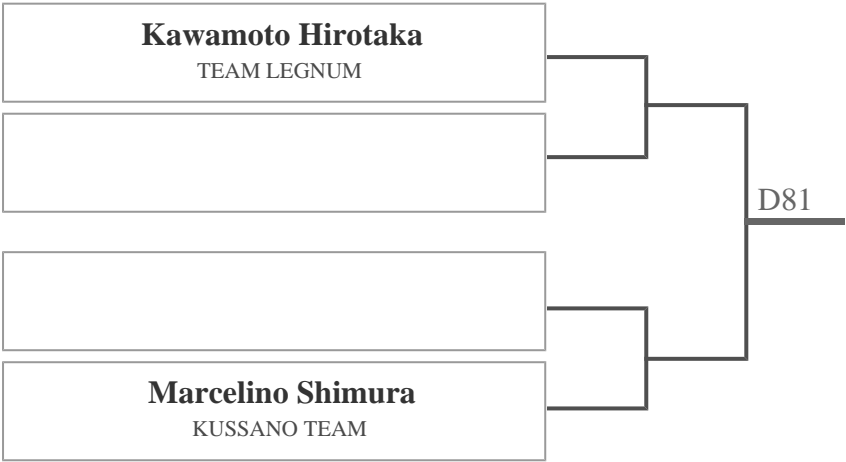 Kawamoto Hirotaka
TEAM LEGNUM
D81
Marcelino Shimura
KUSSANO TEAM